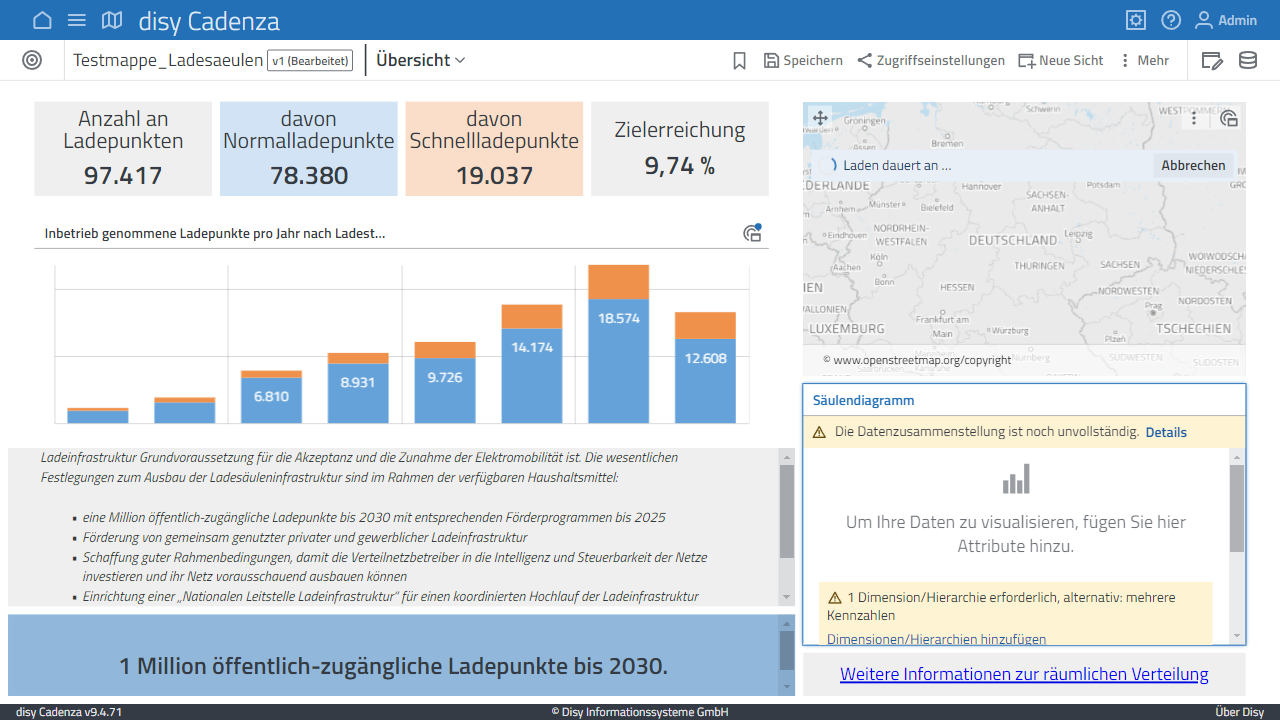 disy Cadenza
Admin
Testmappe_Ladesaeulen v1 (Bearbeitet) Übersicht
Speichern Zugriffseinstellungen Neue Sicht Mehr
Anzahl an
Ladepunkten
97.417
davon
Normalladepunkte
78.380
davon
Schnellladepunkte
19.037
Zielerreichung
9,74 %
Inbetrieb genommene Ladepunkte pro Jahr nach Ladest...
6.810
8.931
9.726
14.174
18.574
12.608
Ladeinfrastruktur Grundvoraussetzung für die Akzeptanz und die Zunahme der Elektromobilität ist. Die wesentlichen
Festlegungen zum Ausbau der Ladesäuleninfrastruktur sind im Rahmen der verfügbaren Haushaltsmittel:
▪ eine Million öffentlich-zugängliche Ladepunkte bis 2030 mit entsprechenden Förderprogrammen bis 2025
▪ Förderung von gemeinsam genutzter privater und gewerblicher Ladeinfrastruktur
▪ Schaffung guter Rahmenbedingungen, damit die Verteilnetzbetreiber in die Intelligenz und Steuerbarkeit der Netze
investieren und ihr Netz vorausschauend ausbauen können
▪ Einrichtung einer „Nationalen Leitstelle Ladeinfrastruktur“ für einen koordinierten Hochlauf der Ladeinfrastruktur
1 Million öffentlich-zugängliche Ladepunkte bis 2030.
Schwerin
Groningen
Bremen
Laden dauert an ...
Abbrechen
Hannover
Potsdam
Arnhem
Münster
Bielefeld
SACHSEN-
ANHALT
Eindhoven
NORDRHEIN-
WESTFALEN
DEUTSCHLAND
Leipzig
Köln
Aachen
Bonn
THÜRINGEN
SACHSEN
HESSEN
NORDWESTEN
Prag
NORDOSTEN
Frankfurt am
Main
LUXEMBURG
Würzburg
Plzeň
TSCHECHIEN
© www.openstreetmap.org/copyright
Nürnberg
SÜDWESTEN
SÜDOSTEN
Säulendiagramm
Die Datenzusammenstellung ist noch unvollständig. Details
Um Ihre Daten zu visualisieren, fügen Sie hier
Attribute hinzu.
1 Dimension/Hierarchie erforderlich, alternativ: mehrere
Kennzahlen
Dimensionen/Hierarchien hinzufügen
Weitere Informationen zur räumlichen Verteilung
disy Cadenza v9.4.71
© Disy Informationssysteme GmbH
Über Disy